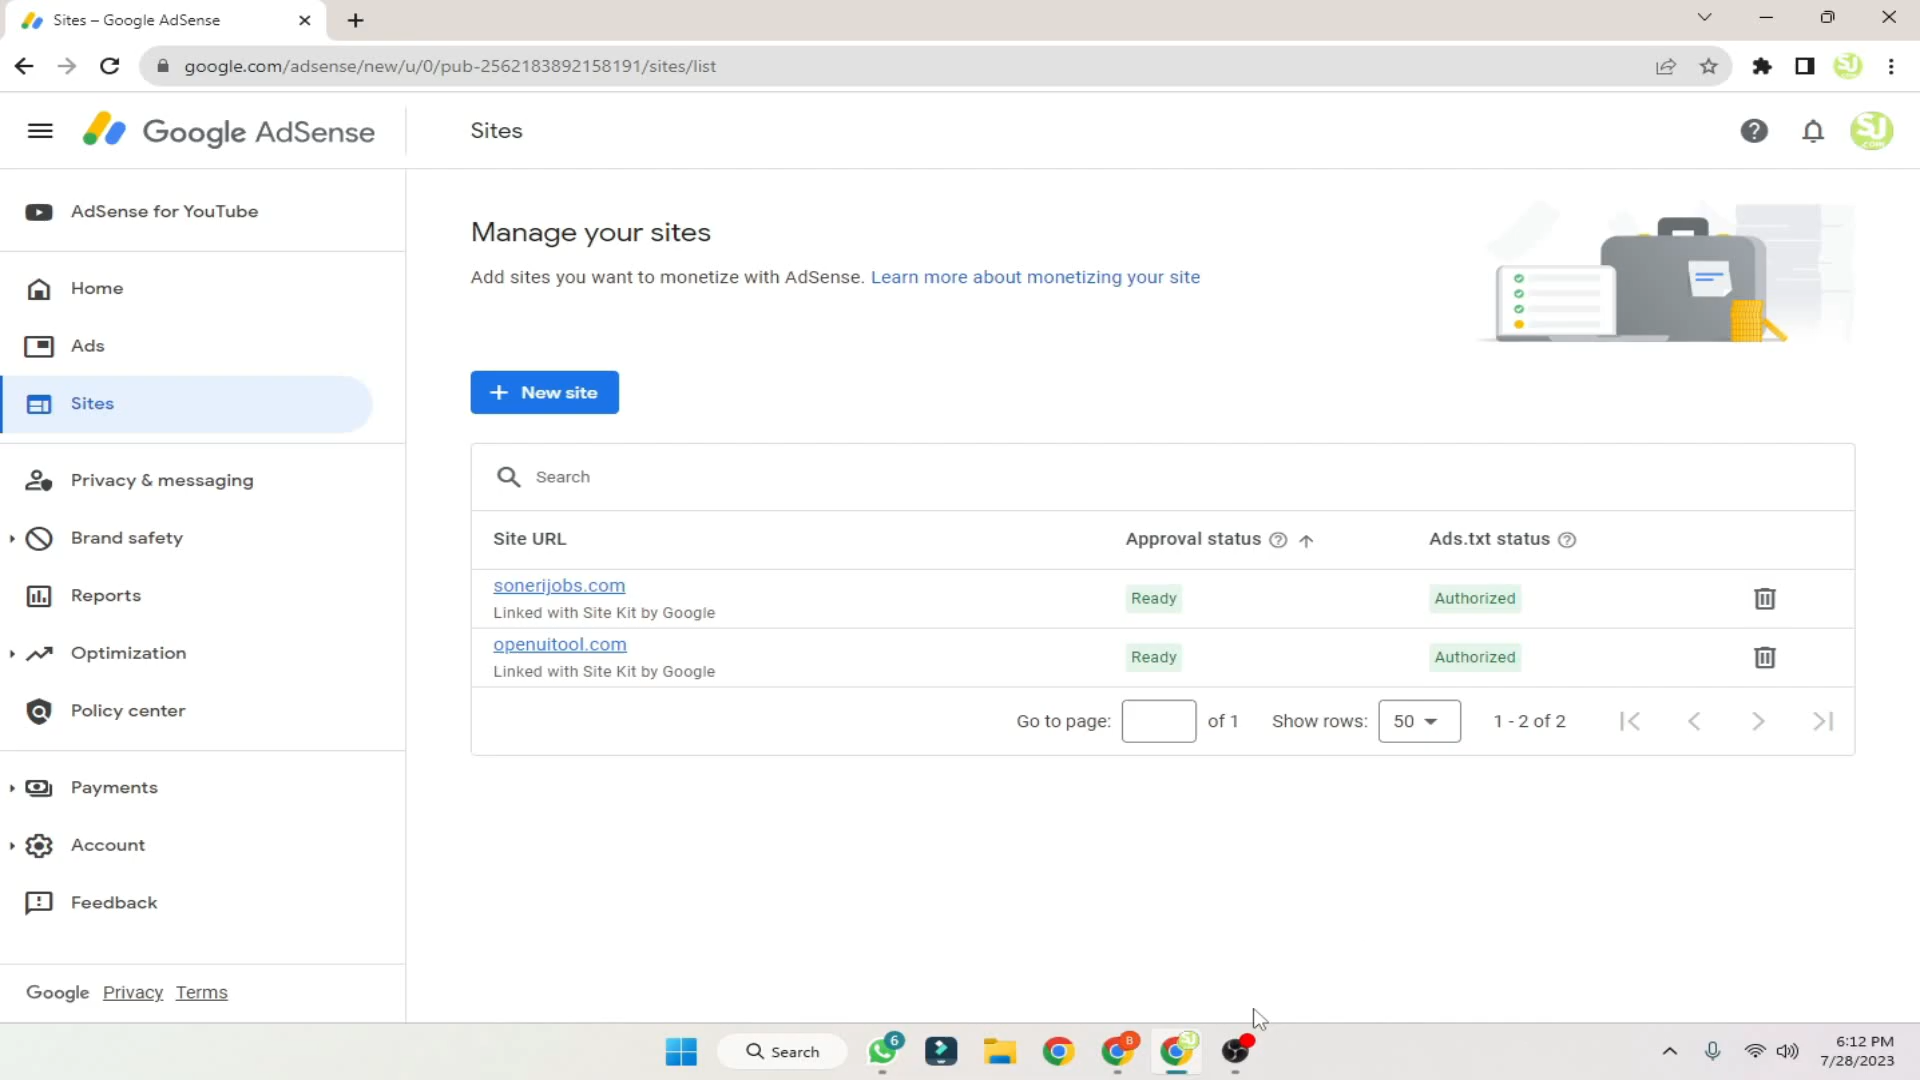 Sites – Google AdSense
google.com/adsense/new/u/0/pub-2562183892158191/sites/list
SJ
Google AdSense
Sites
SJ
.COM
AdSense for YouTube
Home
Ads
Sites
Privacy & messaging
Brand safety
Reports
Optimization
Policy center
Payments
Account
Feedback
Google Privacy Terms
Manage your sites
Add sites you want to monetize with AdSense. Learn more about monetizing your site
+ New site
Search
Site URL Approval status Ads.txt status
sonerijobs.com
Linked with Site Kit by Google
Ready Authorized
openuitool.com
Linked with Site Kit by Google
Ready Authorized
Go to page: of 1 Show rows: 50 1 - 2 of 2
Search
6
B
SJ
6:12 PM
7/28/2023